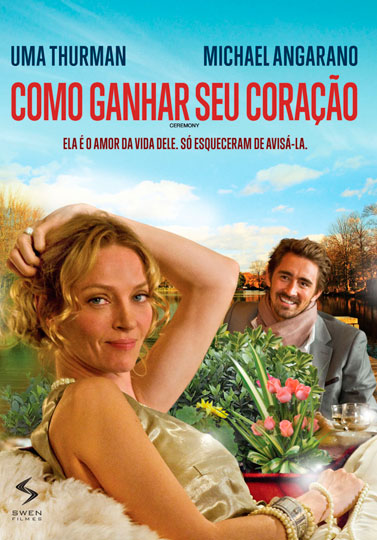 UMA THURMAN MICHAEL ANGARANO
COMO GANHAR SEU CORAÇÃO
CEREMONY
ELA É O AMOR DA VIDA DELE. SÓ ESQUECERAM DE AVISÁ-LA.
SWEN
FILMES